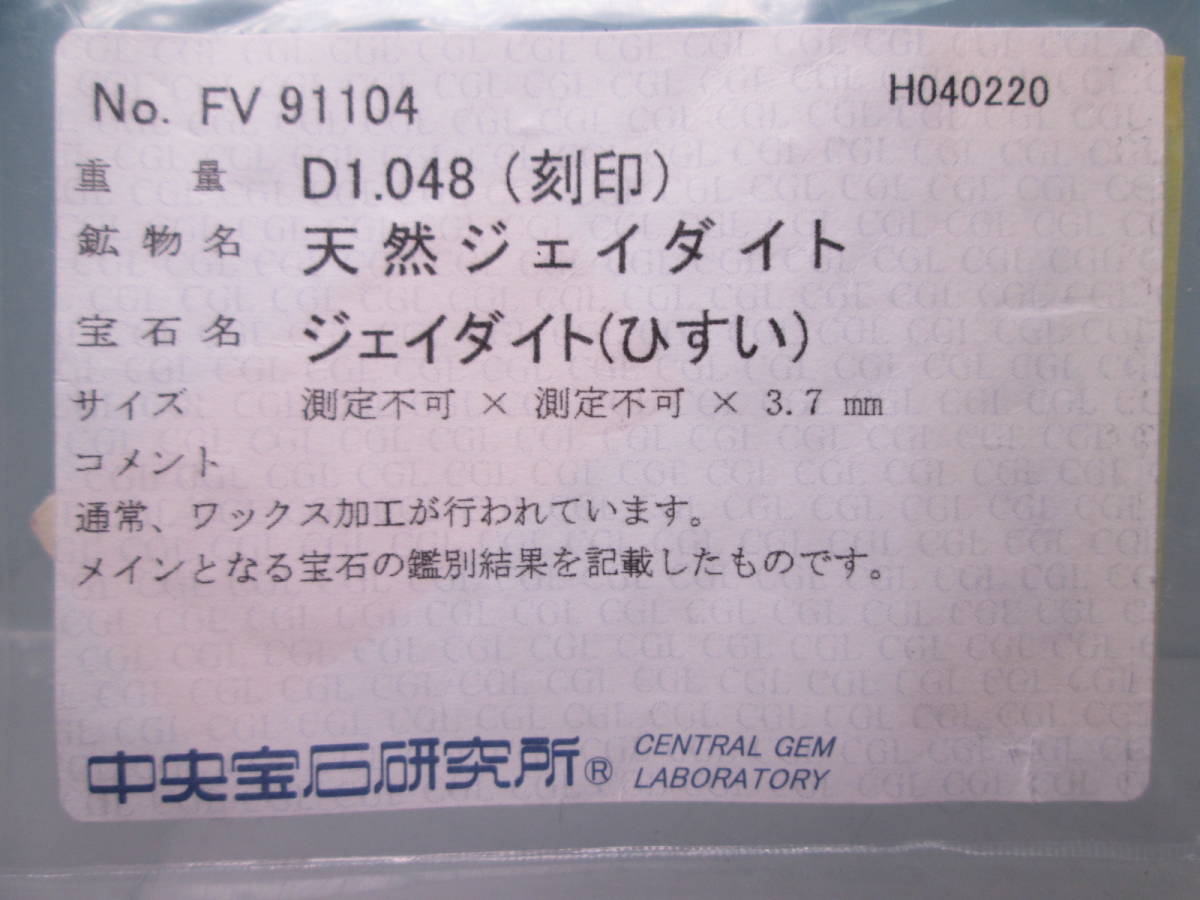 No. FV 91104 H040220
重量 D1.048 (刻印)
鉱物名 天然ジェイダイト
宝石名 ジェイダイト(ひすい)
サイズ 測定不可 × 測定不可 × 3.7 mm
コメント
通常、ワックス加工が行われています。
メインとなる宝石の鑑別結果を記載したものです。
中央宝石研究所® CENTRAL GEM
LABORATORY